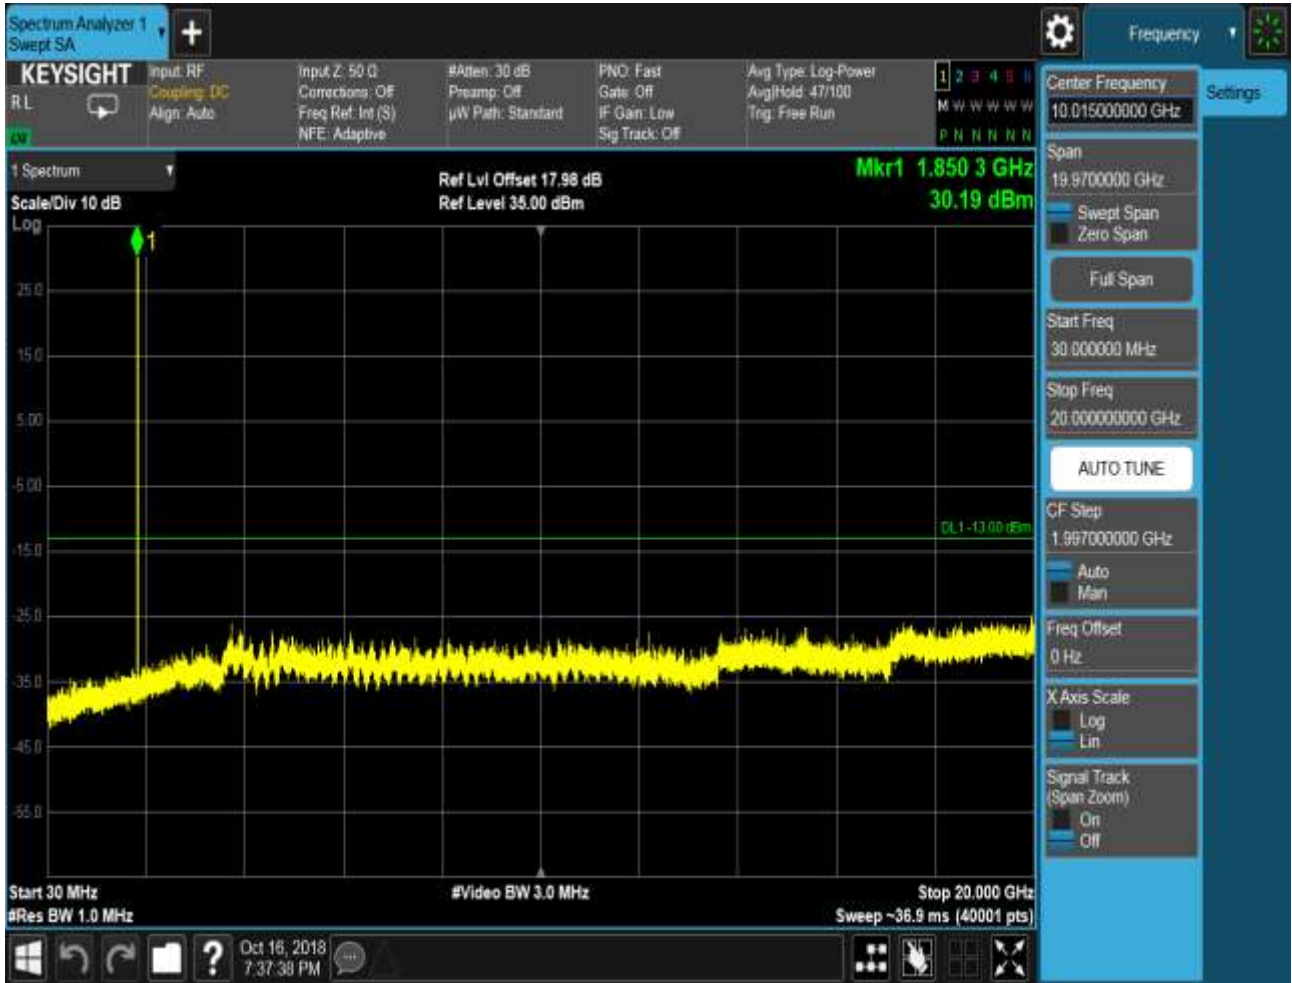 Spectrum Analyzer 1
Swept SA
Frequency
KEYSIGHT
RL
Input: RF
Coupling: DC
Align: Auto
Input Z: 50 Ω
Corrections: Off
Freq Ref: Int (S)
NFE: Adaptive
#Atten: 30 dB
Preamp: Off
µW Path: Standard
PNO: Fast
Gate: Off
IF Gain: Low
Sig Track: Off
Avg Type: Log-Power
Avg|Hold: 47/100
Trig: Free Run
1 2 3 4 5 6
M W W W W W
P N N N N N
1 Spectrum
Scale/Div 10 dB
Log
Ref Lvl Offset 17.98 dB
Ref Level 35.00 dBm
Mkr1 1.850 3 GHz
30.19 dBm
1
25.0
15.0
5.00
-5.00
-15.0
-25.0
-35.0
-45.0
-55.0
DL1 -13.00 dBm
Start 30 MHz
#Res BW 1.0 MHz
#Video BW 3.0 MHz
Stop 20.000 GHz
Sweep ~36.9 ms (40001 pts)
Center Frequency
10.015000000 GHz
Settings
Span
19.9700000 GHz
Swept Span
Zero Span
Full Span
Start Freq
30.000000 MHz
Stop Freq
20.000000000 GHz
AUTO TUNE
CF Step
1.997000000 GHz
Auto
Man
Freq Offset
0 Hz
X Axis Scale
Log
Lin
Signal Track
(Span Zoom)
On
Off
?
Oct 16, 2018
7:37:38 PM